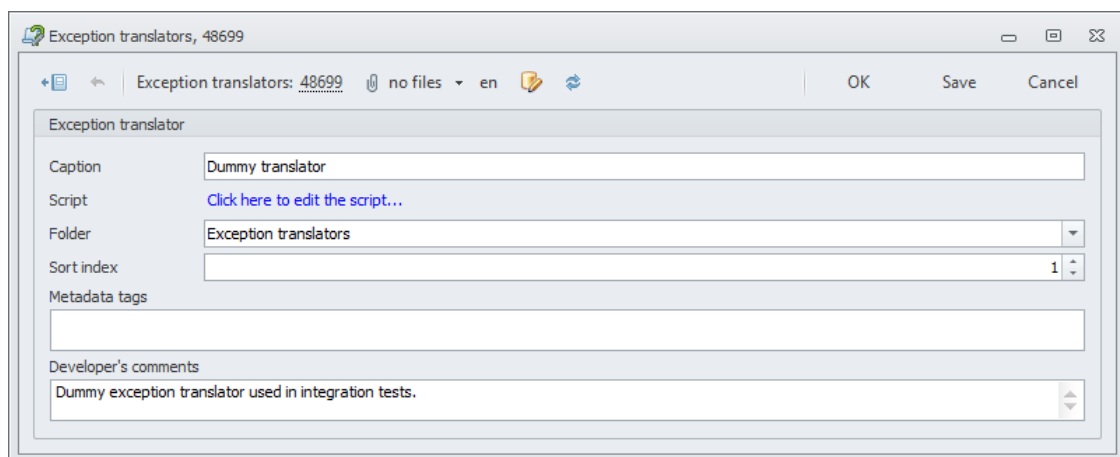 Exception translators, 48699
Exception translators: 48699 no files en OK Save Cancel
Exception translator
Caption Dummy translator
Script Click here to edit the script...
Folder Exception translators
Sort index 1
Metadata tags
Developer's comments
Dummy exception translator used in integration tests.